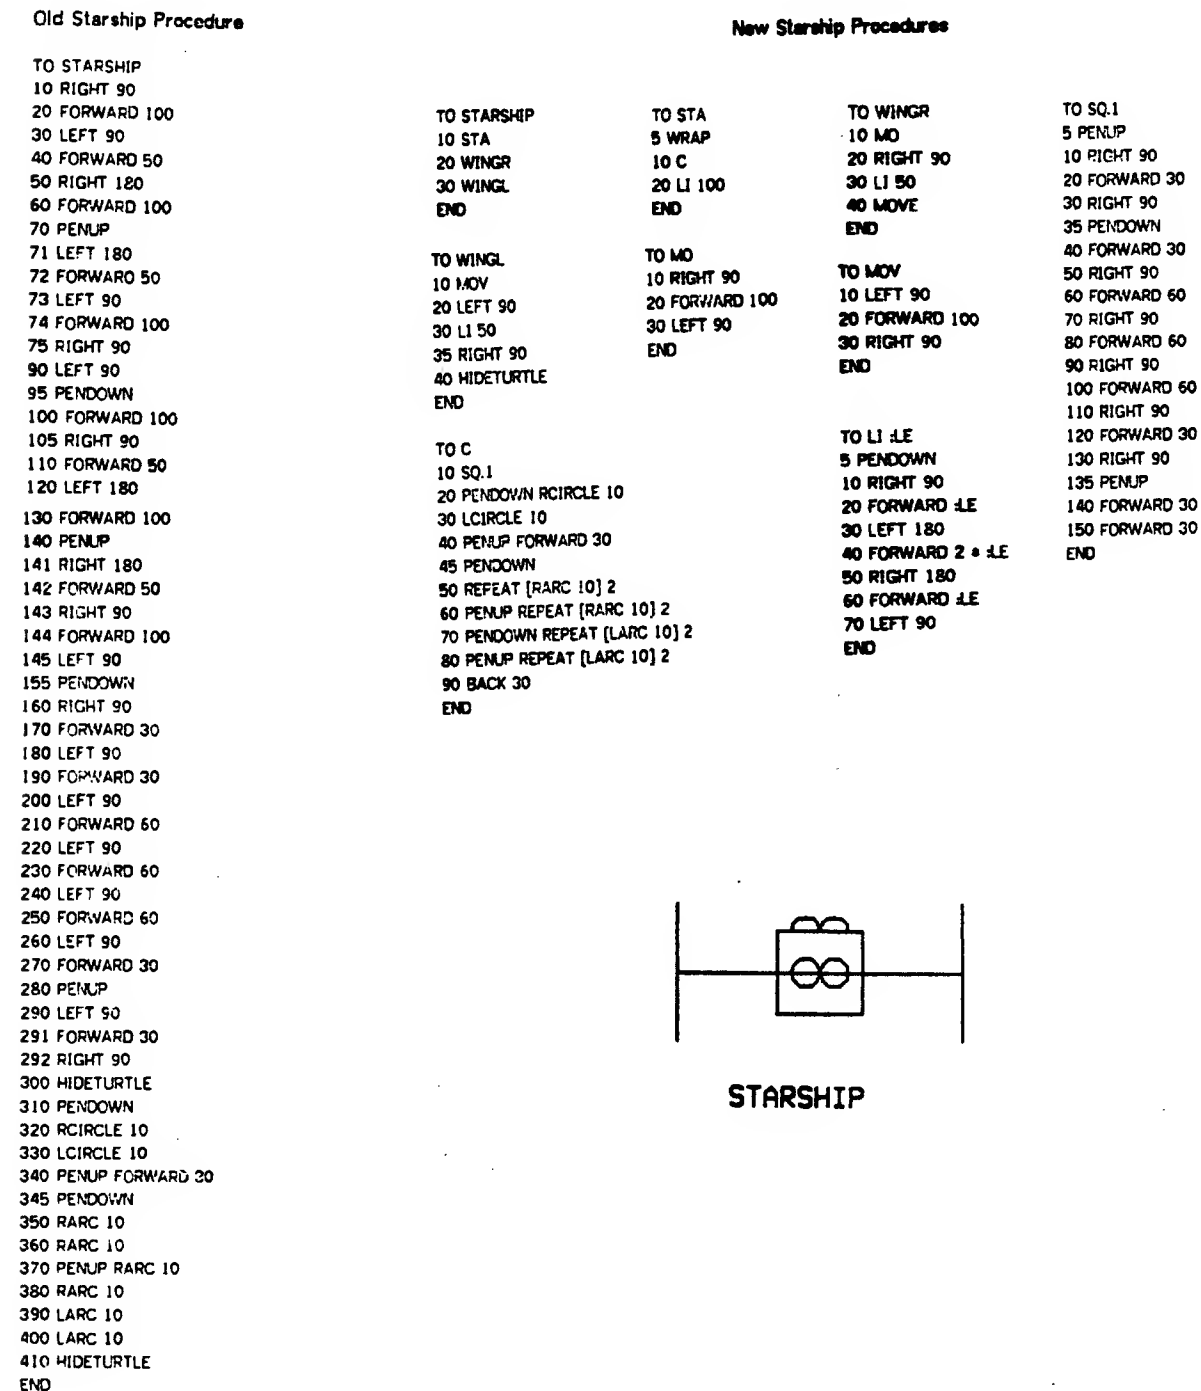 Old Starship Procedure
TO STARSHIP
10 RIGHT 90
20 FORWARD 100
30 LEFT 90
40 FORWARD 50
50 RIGHT 180
60 FORWARD 100
70 PENUP
71 LEFT 180
72 FORWARD 50
73 LEFT 90
74 FORWARD 100
75 RIGHT 90
90 LEFT 90
95 PENDOWN
100 FORWARD 100
105 RIGHT 90
110 FORWARD 50
120 LEFT 180
130 FORWARD 100
140 PENUP
141 RIGHT 180
142 FORWARD 50
143 RIGHT 90
144 FORWARD 100
145 LEFT 90
155 PENDOWN
160 RIGHT 90
170 FORWARD 30
180 LEFT 90
190 FORWARD 30
200 LEFT 90
210 FORWARD 60
220 LEFT 90
230 FORWARD 60
240 LEFT 90
250 FORWARD 60
260 LEFT 90
270 FORWARD 30
280 PENUP
290 LEFT 90
291 FORWARD 30
292 RIGHT 90
300 HIDETURTLE
310 PENDOWN
320 RCIRCLE 10
330 LCIRCLE 10
340 PENUP FORWARD 30
345 PENDOWN
350 RARC 10
360 RARC 10
370 PENUP RARC 10
380 RARC 10
390 LARC 10
400 LARC 10
410 HIDETURTLE
END
New Starship Procedures
TO STARSHIP
10 STA
20 WINGR
30 WINGL
END
TO WINGL
10 MOV
20 LEFT 90
30 LI 50
35 RIGHT 90
40 HIDETURTLE
END
TO C
10 SQ.1
20 PENDOWN RCIRCLE 10
30 LCIRCLE 10
40 PENUP FORWARD 30
45 PENDOWN
50 REPEAT [RARC 10] 2
60 PENUP REPEAT [RARC 10] 2
70 PENDOWN REPEAT [LARC 10] 2
80 PENUP REPEAT [LARC 10] 2
90 BACK 30
END
TO STA
5 WRAP
10 C
20 LI 100
END
TO MO
10 RIGHT 90
20 FORWARD 100
30 LEFT 90
END
TO WINGR
10 MO
20 RIGHT 90
30 LI 50
40 MOVE
END
TO MOV
10 LEFT 90
20 FORWARD 100
30 RIGHT 90
END
TO LI :LE
5 PENDOWN
10 RIGHT 90
20 FORWARD :LE
30 LEFT 180
40 FORWARD 2 * :LE
50 RIGHT 180
60 FORWARD :LE
70 LEFT 90
END
TO SQ.1
5 PENUP
10 RIGHT 90
20 FORWARD 30
30 RIGHT 90
35 PENDOWN
40 FORWARD 30
50 RIGHT 90
60 FORWARD 60
70 RIGHT 90
80 FORWARD 60
90 RIGHT 90
100 FORWARD 60
110 RIGHT 90
120 FORWARD 30
130 RIGHT 90
135 PENUP
140 FORWARD 30
150 FORWARD 30
END
STARSHIP